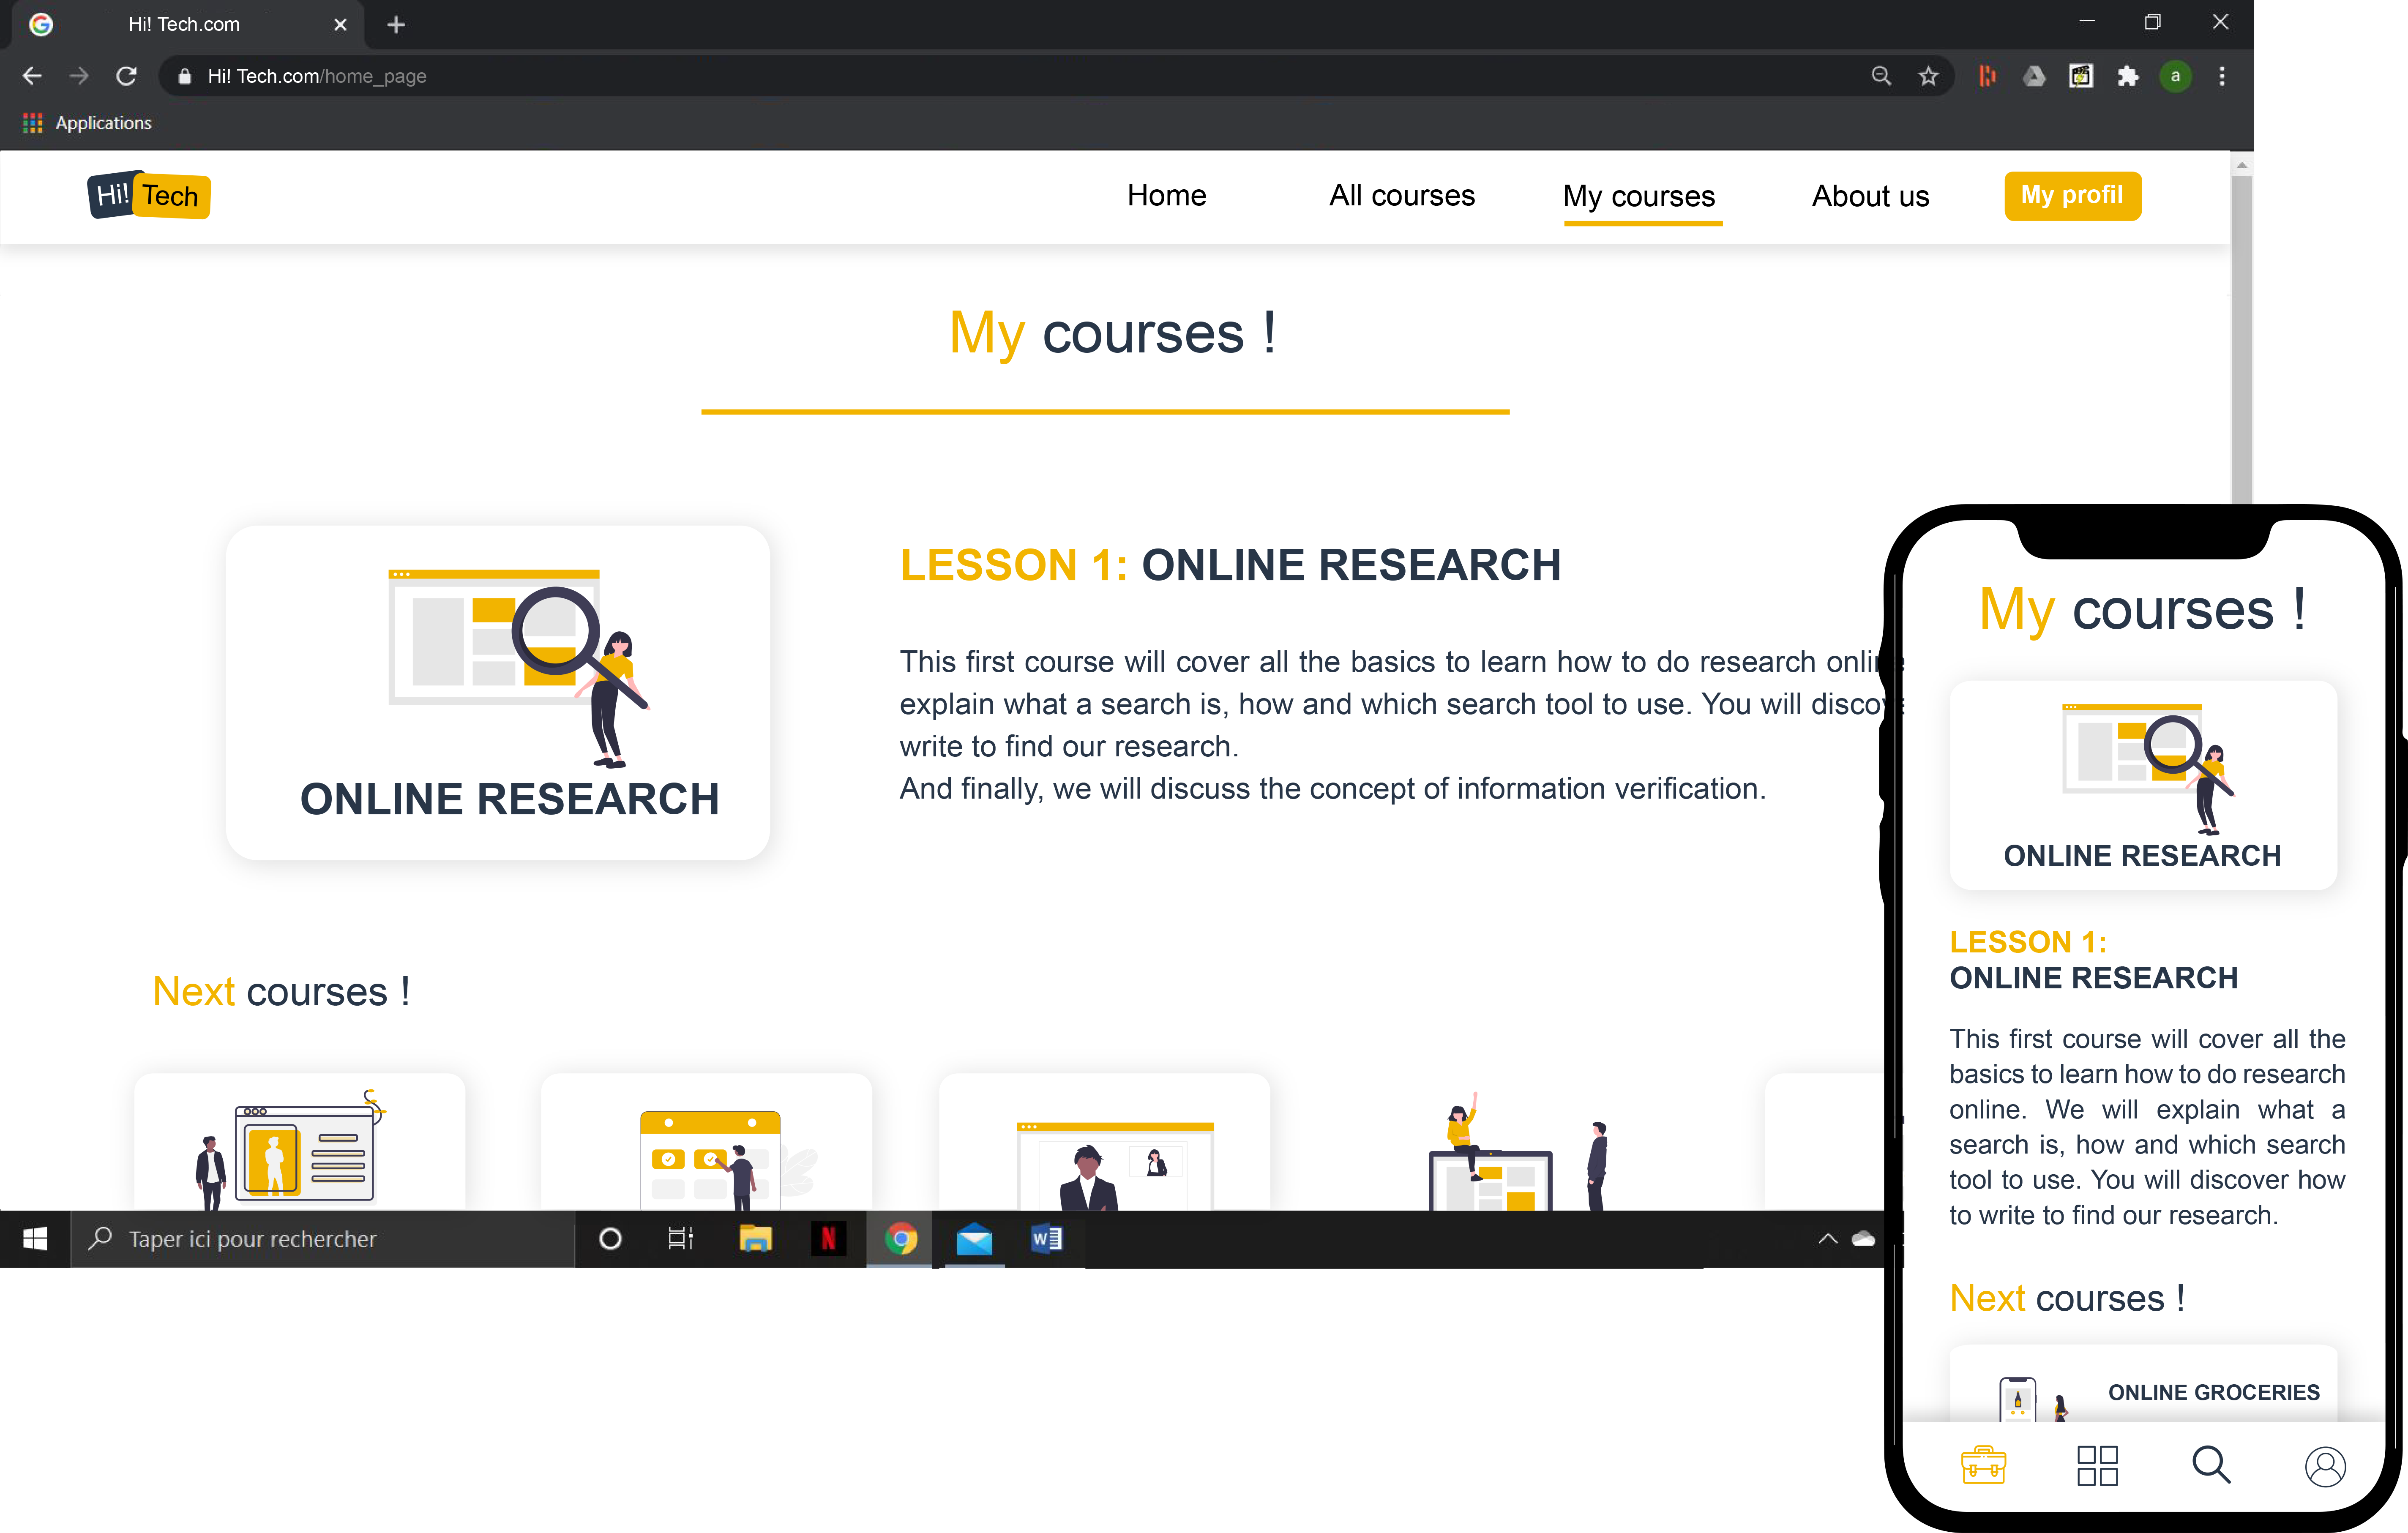 Hi! Tech.com
Hi! Tech.com/home_page
a
Applications
Hi! Tech
Home All courses My courses About us My profil
My courses !
ONLINE RESEARCH
LESSON 1: ONLINE RESEARCH
This first course will cover all the basics to learn how to do research
explain what a search is, how and which search tool to use. You will
write to find our research.
And finally, we will discuss the concept of information verification.
Next courses !
Taper ici pour rechercher
N
W
My courses !
ONLINE RESEARCH
LESSON 1:
ONLINE RESEARCH
This first course will cover all the
basics to learn how to do research
online. We will explain what a
search is, how and which search
tool to use. You will discover how
to write to find our research.
Next courses !
ONLINE GROCERIES